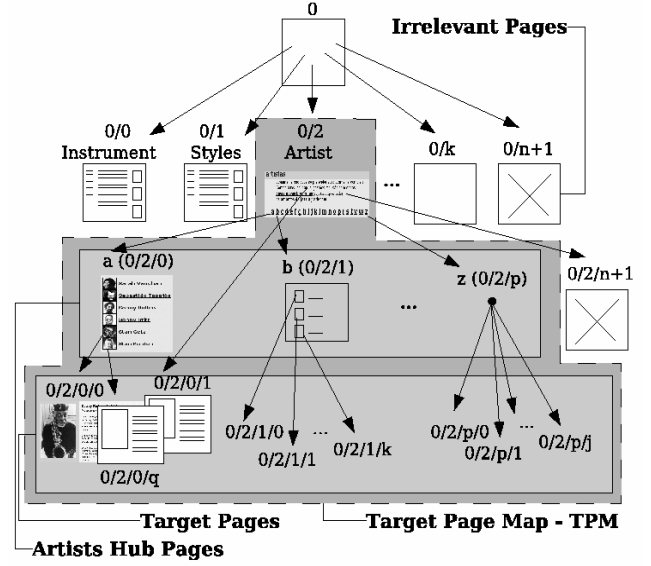 0
Irrelevant Pages
0/0
Instrument
0/1
Styles
0/2
Artist
0/k
0/n+1
...
a b c d e f g h i j k l m n o p q r s t u v w x y z
a (0/2/0)
b (0/2/1)
z (0/2/p)
0/2/n+1
...
0/2/0/0
0/2/0/1
0/2/1/0
...
0/2/1/1
0/2/1/k
0/2/p/0
...
0/2/p/1
0/2/p/j
0/2/0/q
Target Pages
Target Page Map - TPM
Artists Hub Pages